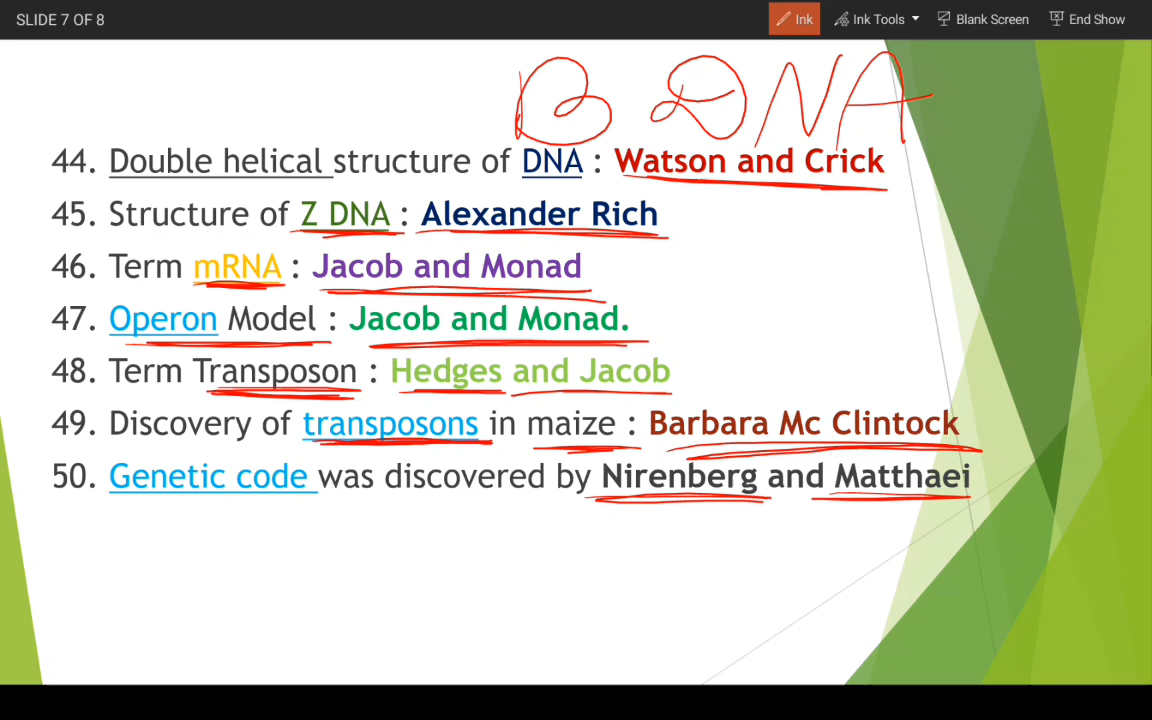 SLIDE 7 OF 8 Ink Ink Tools Blank Screen End Show
B DNA
44. Double helical structure of DNA : Watson and Crick
45. Structure of Z DNA : Alexander Rich
46. Term mRNA : Jacob and Monad
47. Operon Model : Jacob and Monad.
48. Term Transposon : Hedges and Jacob
49. Discovery of transposons in maize : Barbara Mc Clintock
50. Genetic code was discovered by Nirenberg and Matthaei